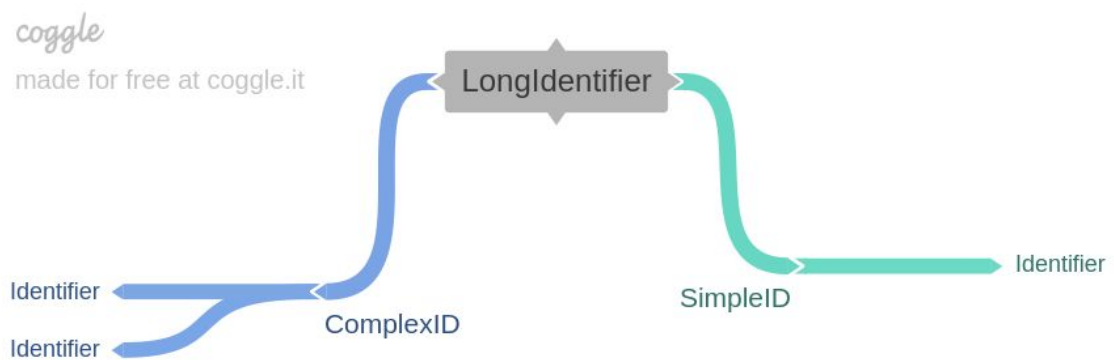 coggle
made for free at coggle.it
LongIdentifier
Identifier
Identifier
ComplexID
SimpleID
Identifier